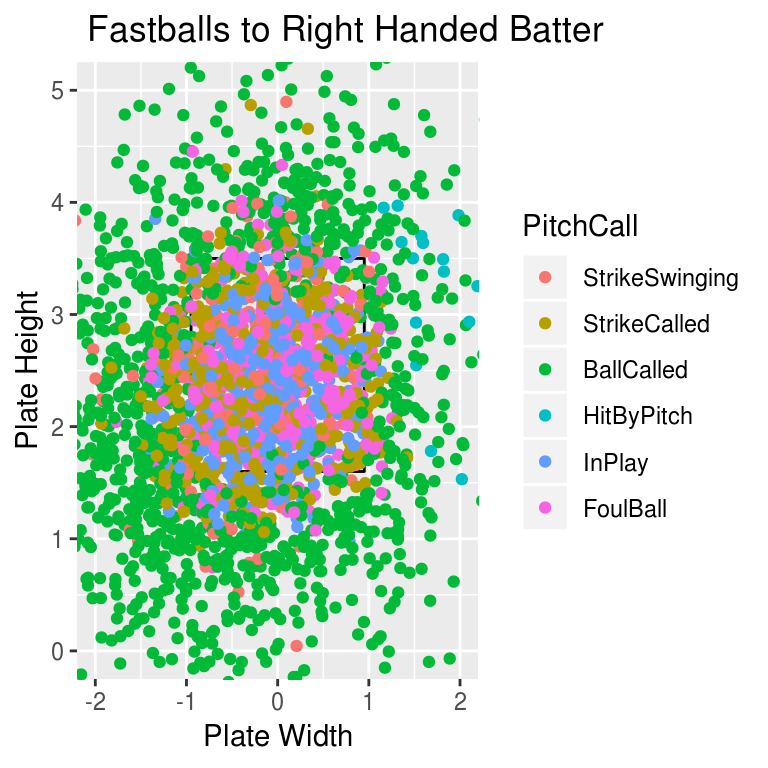 Fastballs to Right Handed Batter
5
4
3
2
1
0
-2 -1 0 1 2
Plate Height
Plate Width
PitchCall
StrikeSwinging
StrikeCalled
BallCalled
HitByPitch
InPlay
FoulBall